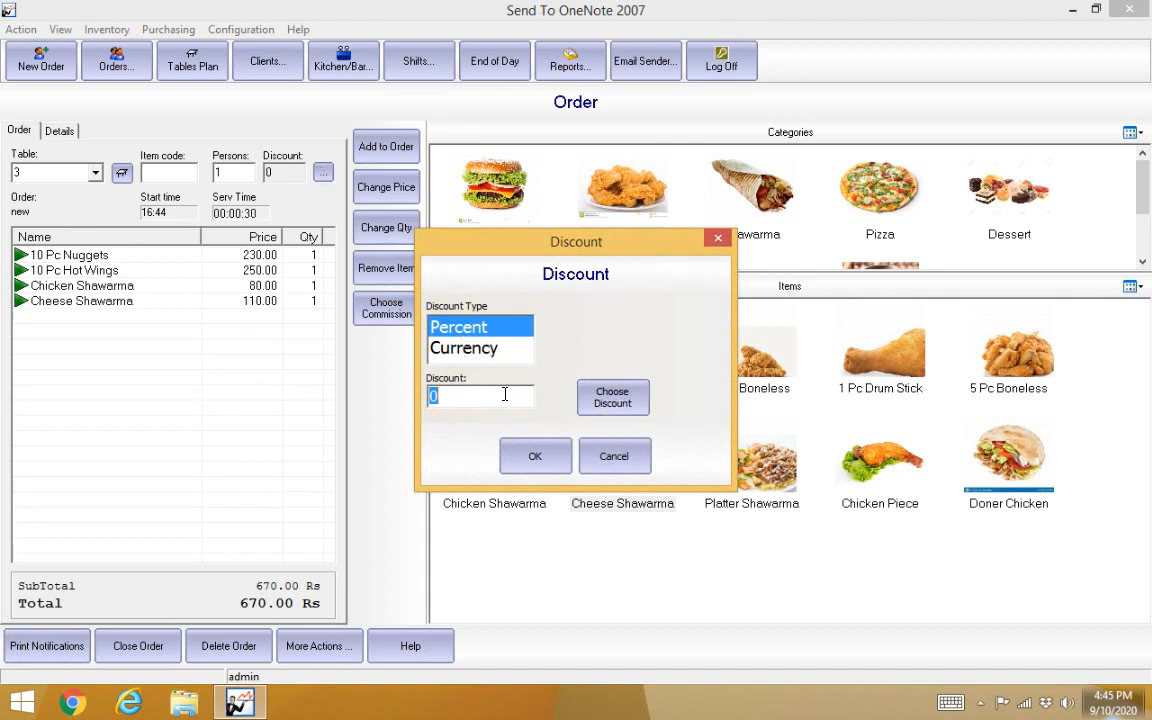 Send To OneNote 2007
Action View Inventory Purchasing Configuration Help
New Order
Orders...
Tables Plan
Clients...
Kitchen/Bar...
Shifts...
End of Day
Reports...
Email Sender...
Log Off
Order
Order Details
Table:
3
Item code:
Persons:
1
Discount:
0
...
Order:
new
Start time
16:44
Serv Time
00:00:30
Name Price Qty
10 Pc Nuggets 230.00 1
10 Pc Hot Wings 250.00 1
Chicken Shawarma 80.00 1
Cheese Shawarma 110.00 1
SubTotal 670.00 Rs
Total 670.00 Rs
Add to Order
Change Price
Change Qty
Remove Item
Choose
Commission
Categories
Pizza
Dessert
Items
1 Pc Drum Stick
5 Pc Boneless
Chicken Shawarma
Cheese Shawarma
Platter Shawarma
Chicken Piece
Doner Chicken
Discount
Discount
Discount Type
Percent
Currency
Discount:
0
Choose
Discount
OK
Cancel
Print Notifications
Close Order
Delete Order
More Actions ...
Help
admin
4:45 PM
9/10/2020